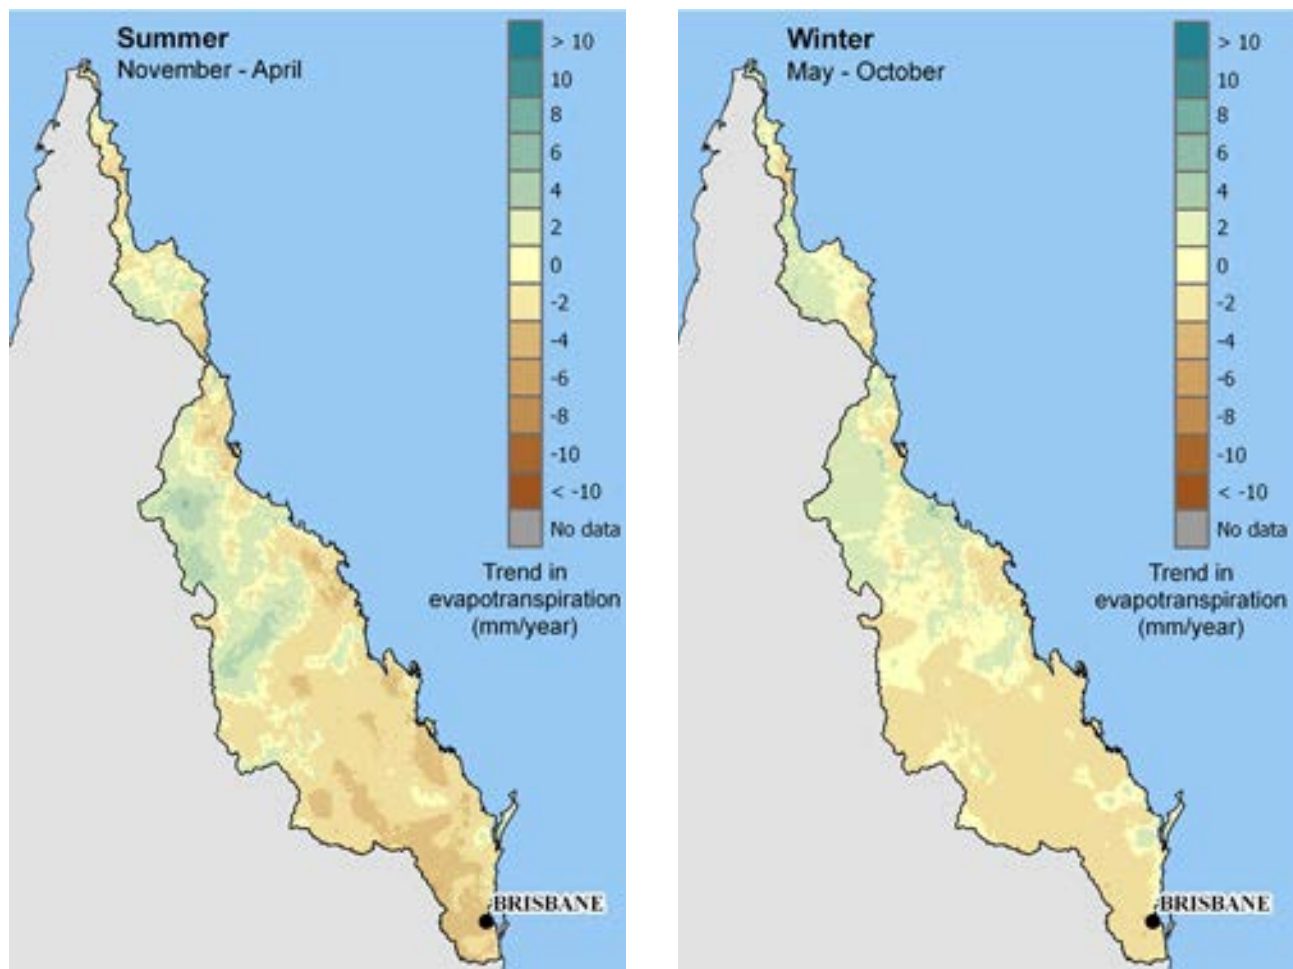 Summer
November - April
> 10
10
8
6
4
2
0
-2
-4
-6
-8
-10
< -10
No data
Trend in
evapotranspiration
(mm/year)
BRISBANE
Winter
May - October
> 10
10
8
6
4
2
0
-2
-4
-6
-8
-10
< -10
No data
Trend in
evapotranspiration
(mm/year)
BRISBANE